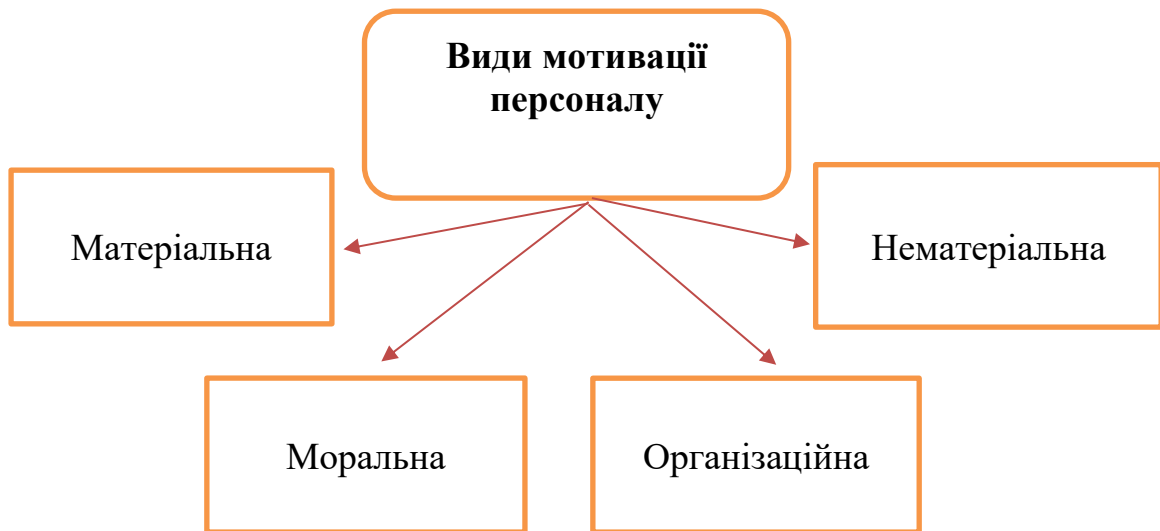 Види мотивації
персоналу
Матеріальна
Нематеріальна
Моральна
Організаційна